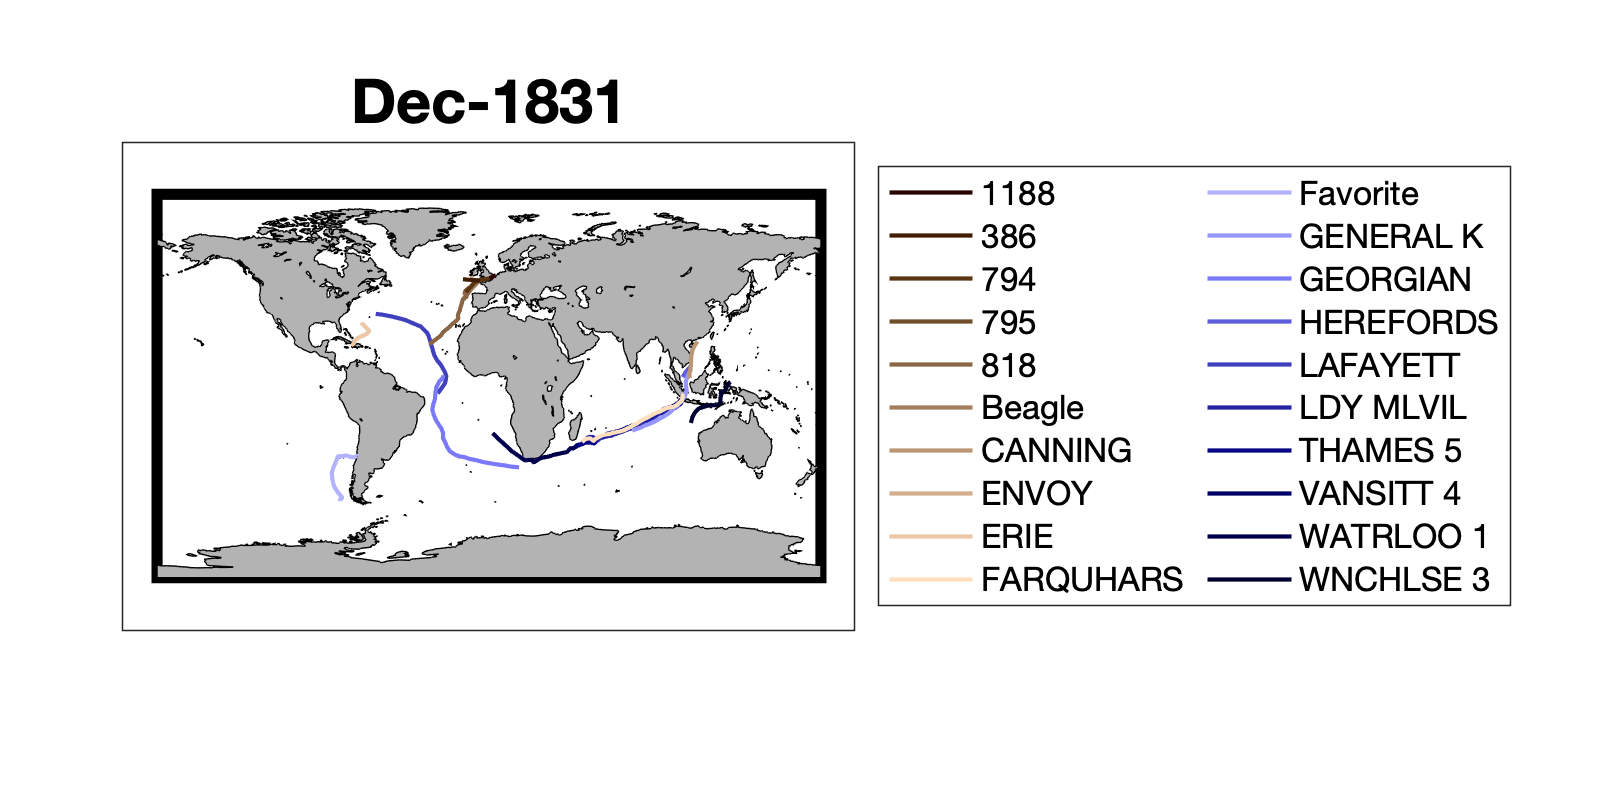 Dec-1831
1188
386
794
795
818
Beagle
CANNING
ENVOY
ERIE
FARQUHARS
Favorite
GENERAL K
GEORGIAN
HEREFORDS
LAFAYETT
LDY MLVIL
THAMES 5
VANSITT 4
WATRLOO 1
WNCHLSE 3